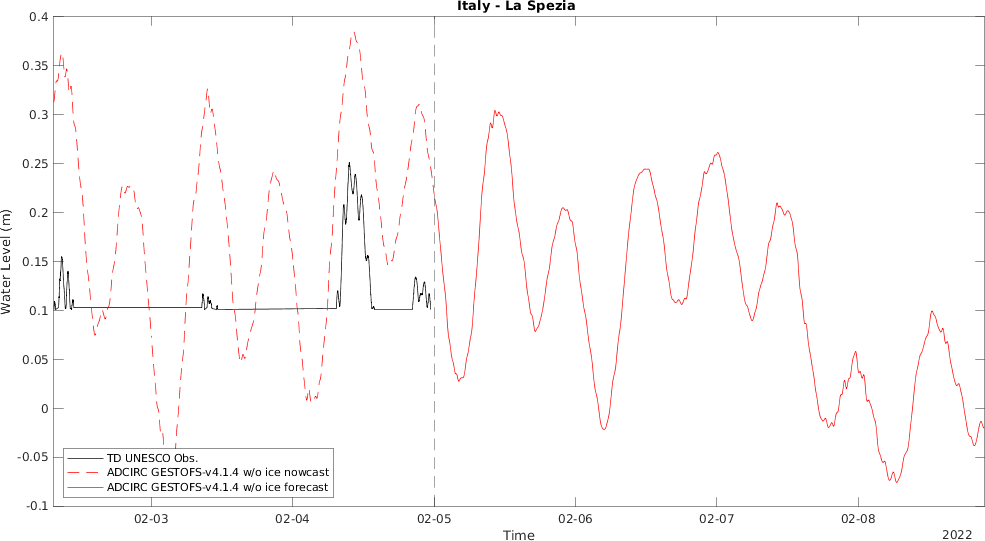 Italy - La Spezia
0.4
0.35
0.3
0.25
0.2
0.15
0.1
0.05
0
-0.05
-0.1
Water Level (m)
TD UNESCO Obs.
ADCIRC GESTOFS-v4.1.4 w/o ice nowcast
ADCIRC GESTOFS-v4.1.4 w/o ice forecast
02-03 02-04 02-05 02-06 02-07 02-08
Time
2022